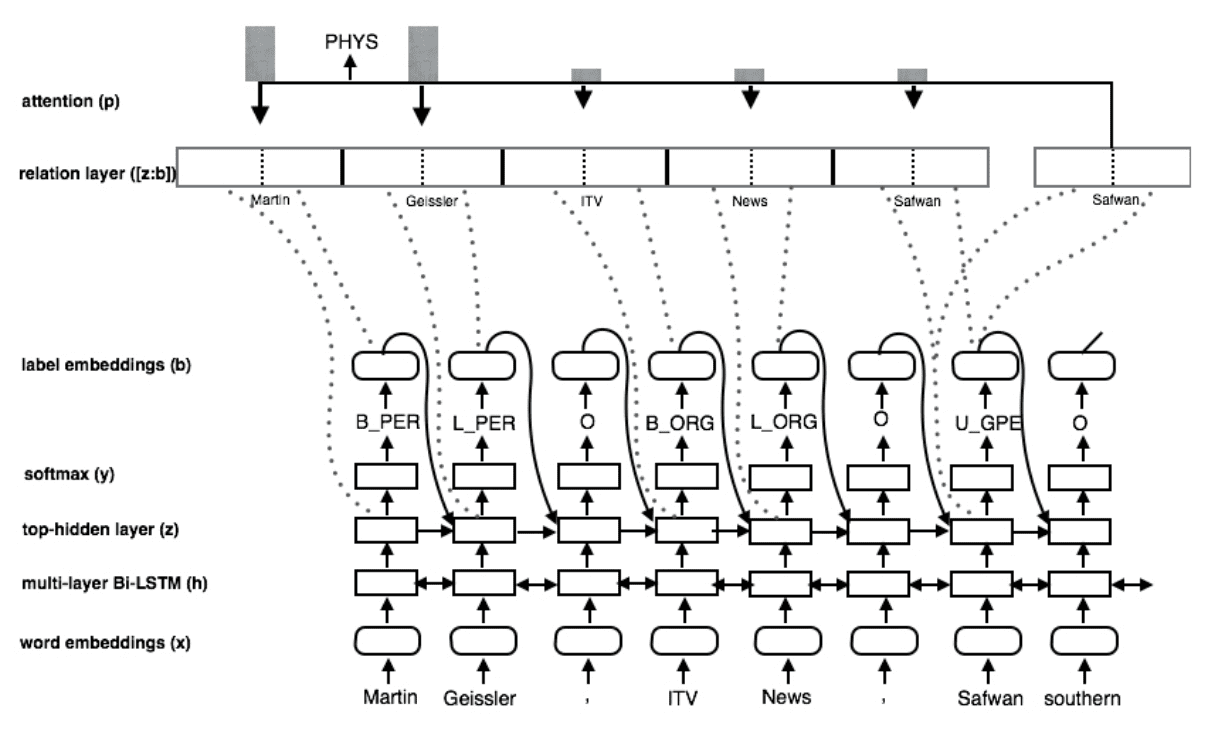 PHYS
attention (p)
relation layer ([z:b])
Martin Geissler ITV News Safwan Safwan
label embeddings (b)
B_PER L_PER O B_ORG L_ORG O U_GPE O
softmax (y)
top-hidden layer (z)
multi-layer Bi-LSTM (h)
word embeddings (x)
Martin Geissler , ITV News , Safwan southern